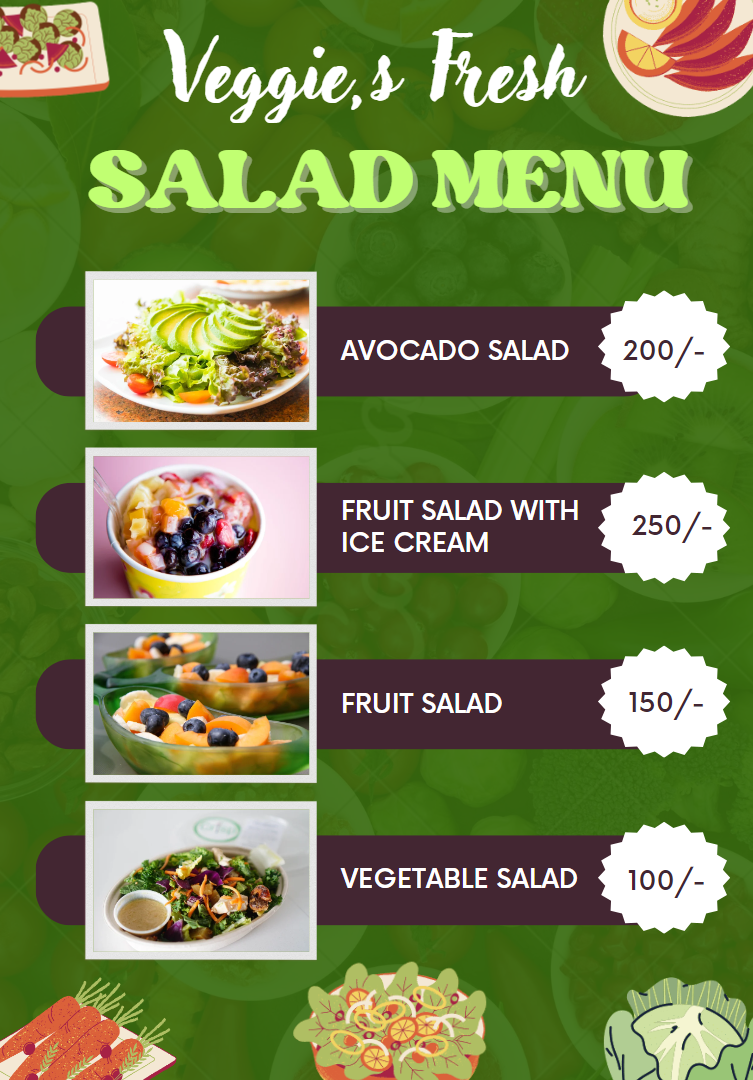 Veggie,s Fresh
SALAD MENU
AVOCADO SALAD
200/-
FRUIT SALAD WITH
ICE CREAM
250/-
FRUIT SALAD
150/-
VEGETABLE SALAD
100/-